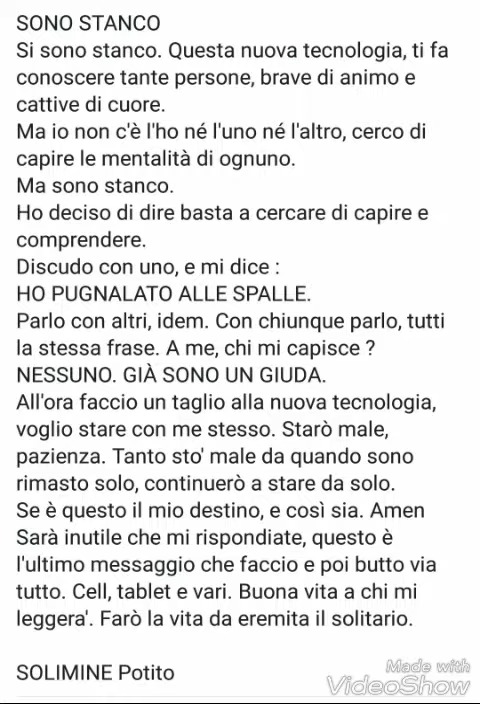 SONO STANCO
Si sono stanco. Questa nuova tecnologia, ti fa
conoscere tante persone, brave di animo e
cattive di cuore.
Ma io non c'è l'ho né l'uno né l'altro, cerco di
capire le mentalità di ognuno.
Ma sono stanco.
Ho deciso di dire basta a cercare di capire e
comprendere.
Discudo con uno, e mi dice :
HO PUGNALATO ALLE SPALLE.
Parlo con altri, idem. Con chiunque parlo, tutti
la stessa frase. A me, chi mi capisce ?
NESSUNO. GIÀ SONO UN GIUDA.
All'ora faccio un taglio alla nuova tecnologia,
voglio stare con me stesso. Starò male,
pazienza. Tanto sto' male da quando sono
rimasto solo, continuerò a stare da solo.
Se è questo il mio destino, e così sia. Amen
Sarà inutile che mi rispondiate, questo è
l'ultimo messaggio che faccio e poi butto via
tutto. Cell, tablet e vari. Buona vita a chi mi
leggera'. Farò la vita da eremita il solitario.
SOLIMINE Potito
Made with
VideoShow